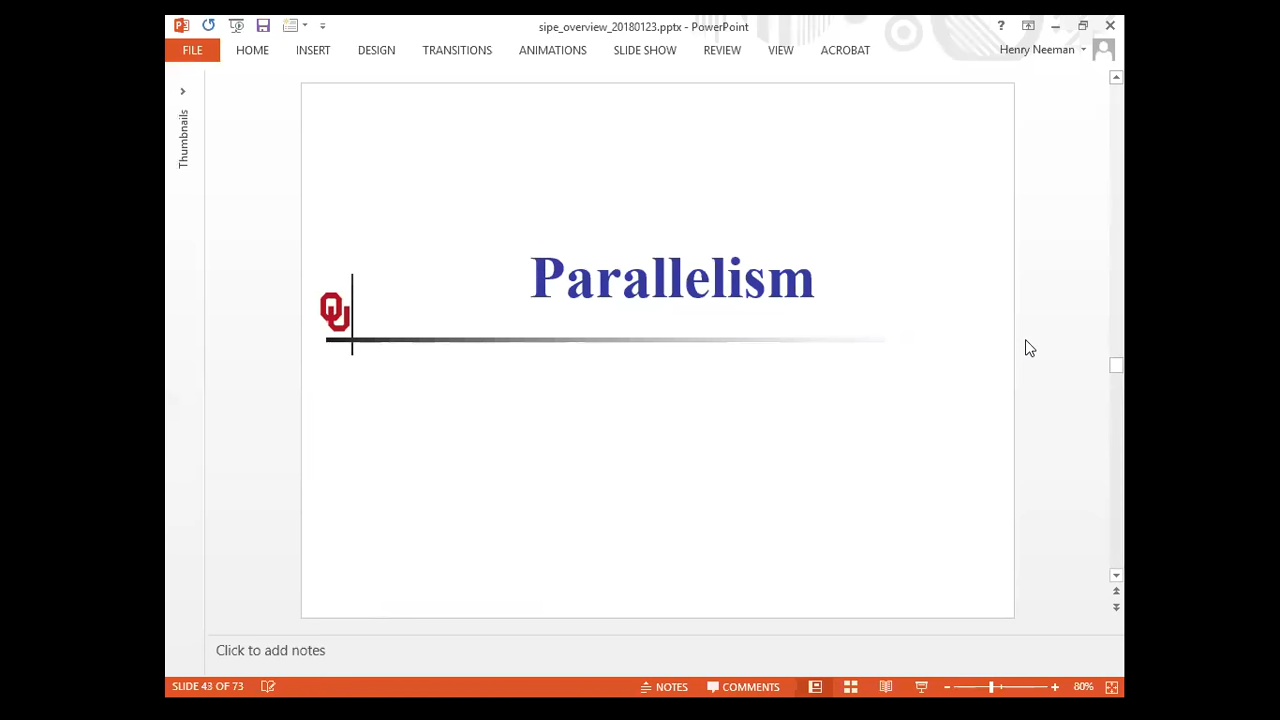 sipe_overview_20180123.pptx - PowerPoint
?
FILE HOME INSERT DESIGN TRANSITIONS ANIMATIONS SLIDE SHOW REVIEW VIEW ACROBAT Henry Neeman
Thumbnails
Parallelism
OU
Click to add notes
SLIDE 43 OF 73 NOTES COMMENTS 80%